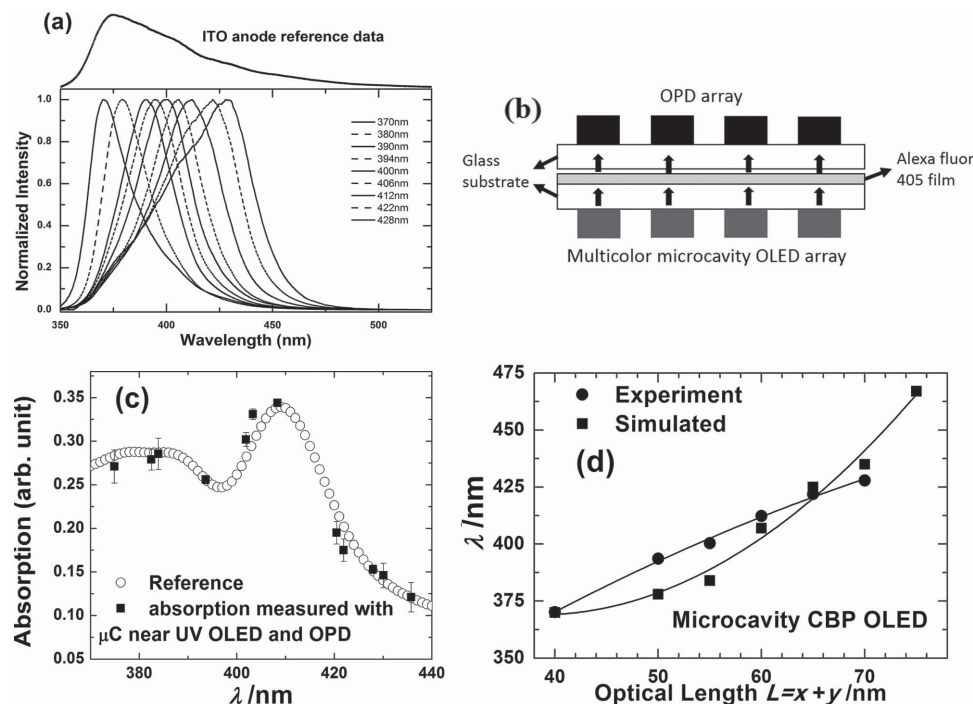 (a)
ITO anode reference data
Normalized Intensity
1.0
0.8
0.6
0.4
0.2
0.0
370nm
380nm
390nm
394nm
400nm
406nm
412nm
422nm
428nm
350
400
450
500
Wavelength (nm)
(b)
OPD array
Glass
substrate
Alexa fluor
405 film
Multicolor microcavity OLED array
(c)
Absorption (arb. unit)
0.35
0.30
0.25
0.20
0.15
0.10
0.05
Reference
absorption measured with
μC near UV OLED and OPD
380
400
420
440
λ/nm
(d)
λ/nm
475
450
425
400
370
350
Experiment
Simulated
Microcavity CBP OLED
40
50
60
70
Optical Length L=x+y/nm